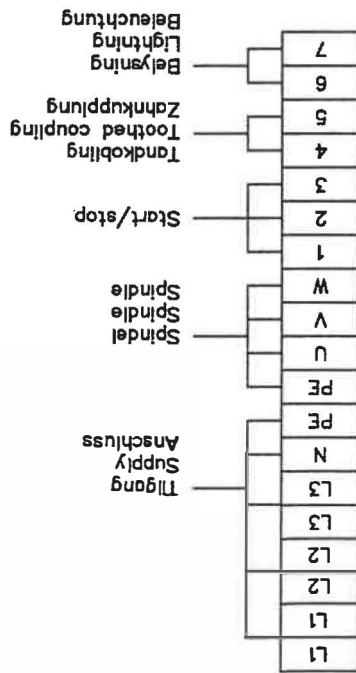 L1
L1
L2
L2
L3
L3
N
PE
Tilgang
Supply
Anschluss
PE
U
V
W
Spindel
Spindle
Spindle
1
2
3
Start/stop.
4
5
Tandkobling
Toothed coupling
Zahnkupplung
6
7
Belysning
Lightning
Beleuchtung